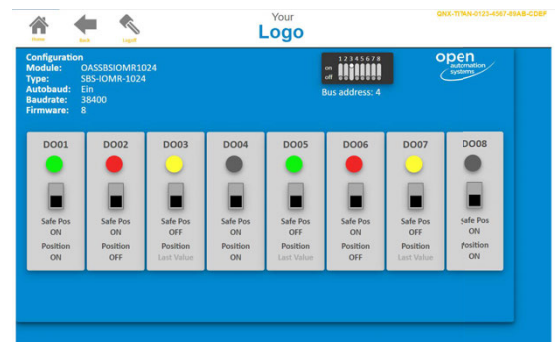 Home
Back
Logoff
Your
Logo
QNX-TITAN-0123-4567-89AB-CDEF
Configuration
Module: OASSBSIOMR1024
Type: SBS-IOMR-1024
Autobaud: Ein
Baudrate: 38400
Firmware: 8
1 2 3 4 5 6 7 8
on
off
Bus address: 4
open
automation
systems
DO01 DO02 DO03 DO04 DO05 DO06 DO07 DO08
Safe Pos Safe Pos Safe Pos Safe Pos Safe Pos Safe Pos Safe Pos Safe Pos
ON ON OFF ON OFF ON OFF ON
Position Position Position Position Position Position Position Position
ON OFF Last Value ON Last Value OFF Last Value ON